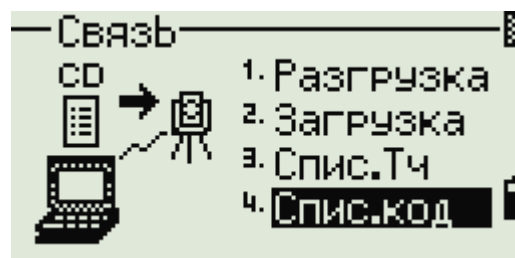 Связь
CD
1. Разгрузка
2. Загрузка
3. Спис.Тч
4. Спис.код